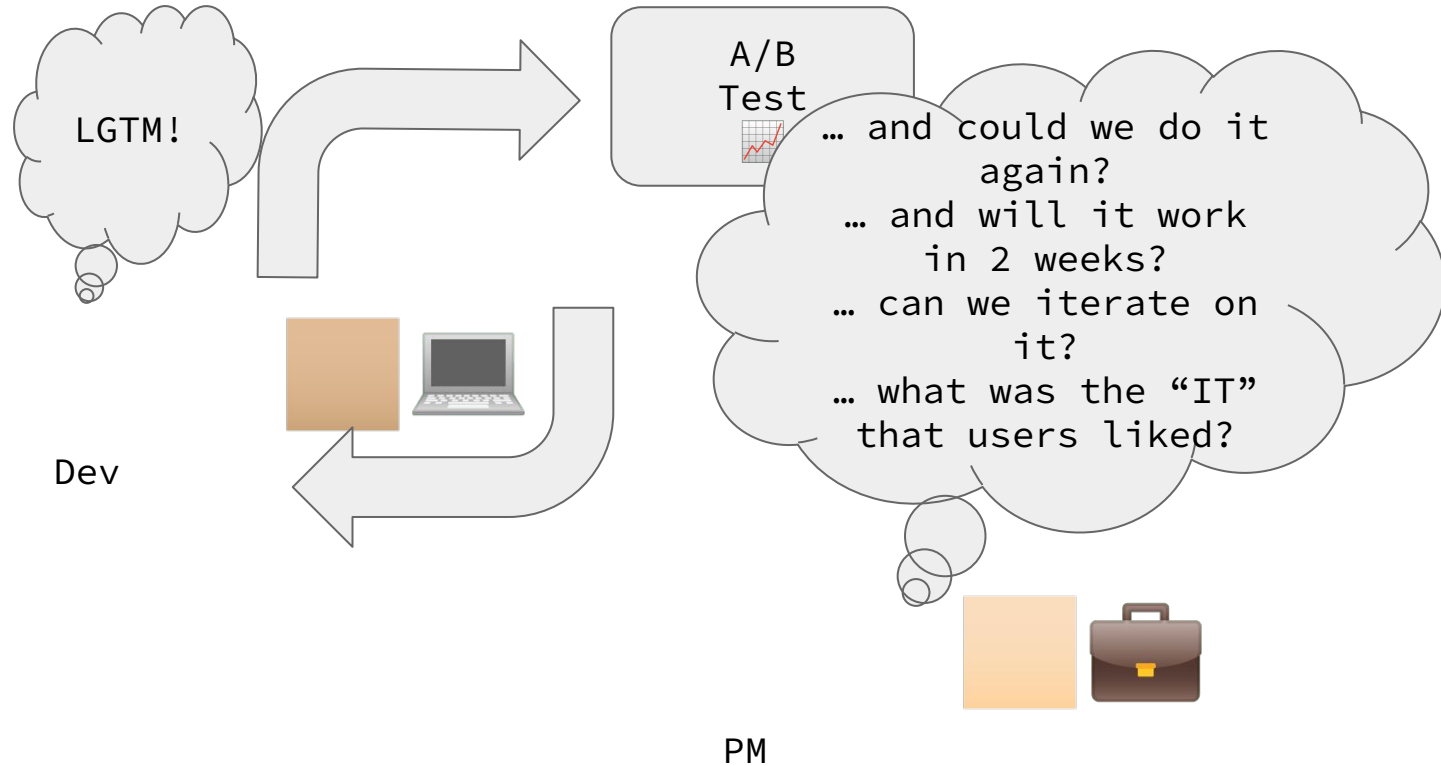 LGTM!
A/B
Test
… and could we do it
again?
… and will it work
in 2 weeks?
… can we iterate on
it?
… what was the “IT”
that users liked?
Dev
PM